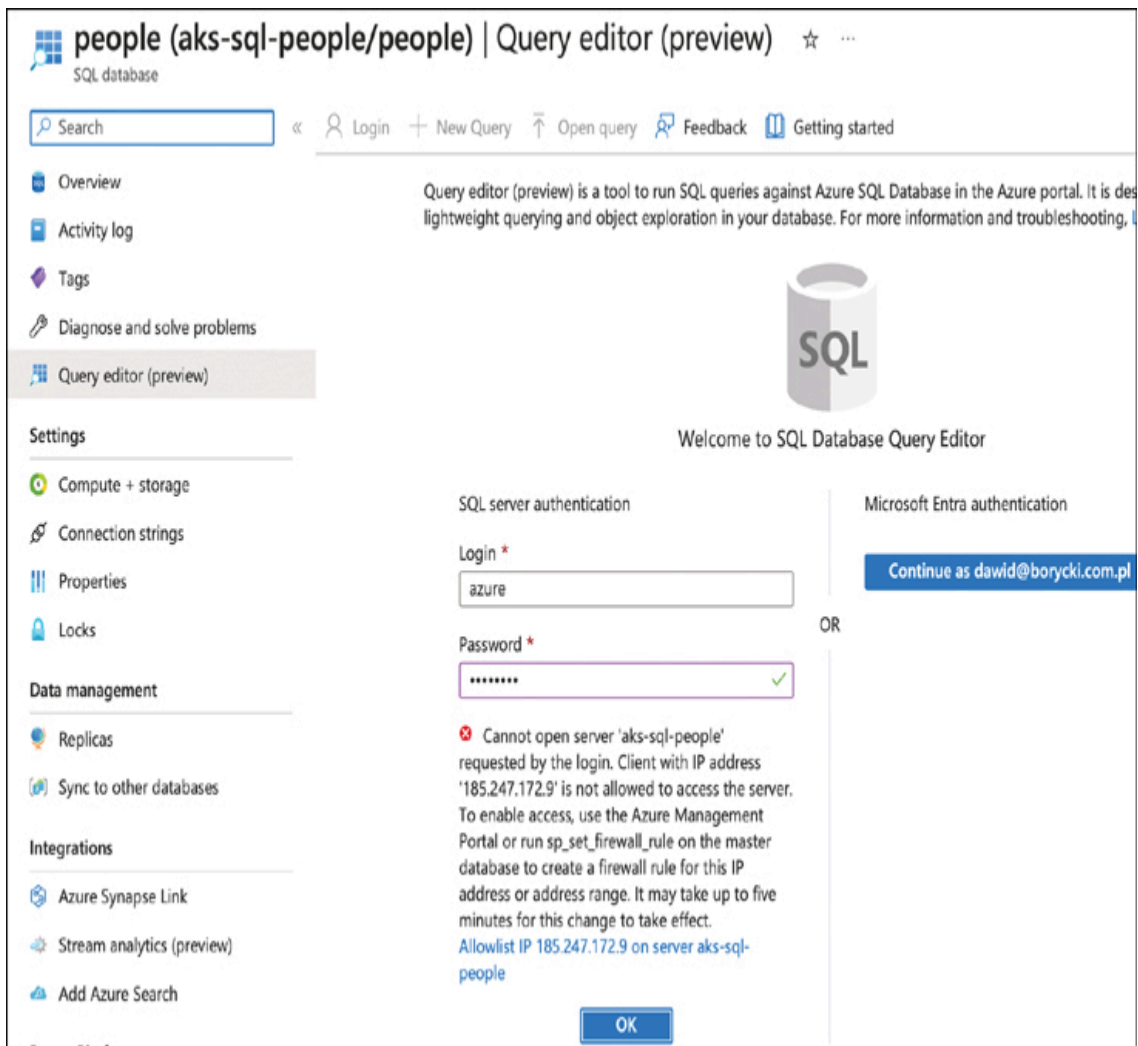 people (aks-sql-people/people) | Query editor (preview)
SQL database
Search
Login
New Query
Open query
Feedback
Getting started
Overview
Activity log
Tags
Diagnose and solve problems
Query editor (preview)
Settings
Compute + storage
Connection strings
Properties
Locks
Data management
Replicas
Sync to other databases
Integrations
Azure Synapse Link
Stream analytics (preview)
Add Azure Search
Query editor (preview) is a tool to run SQL queries against Azure SQL Database in the Azure portal. It is des
lightweight querying and object exploration in your database. For more information and troubleshooting,
SQL
Welcome to SQL Database Query Editor
SQL server authentication
Login *
azure
Password *
Cannot open server 'aks-sql-people'
requested by the login. Client with IP address
'185.247.172.9' is not allowed to access the server.
To enable access, use the Azure Management
Portal or run sp_set_firewall_rule on the master
database to create a firewall rule for this IP
address or address range. It may take up to five
minutes for this change to take effect.
Allowlist IP 185.247.172.9 on server aks-sql-
people
OK
OR
Microsoft Entra authentication
Continue as dawid@borycki.com.pl